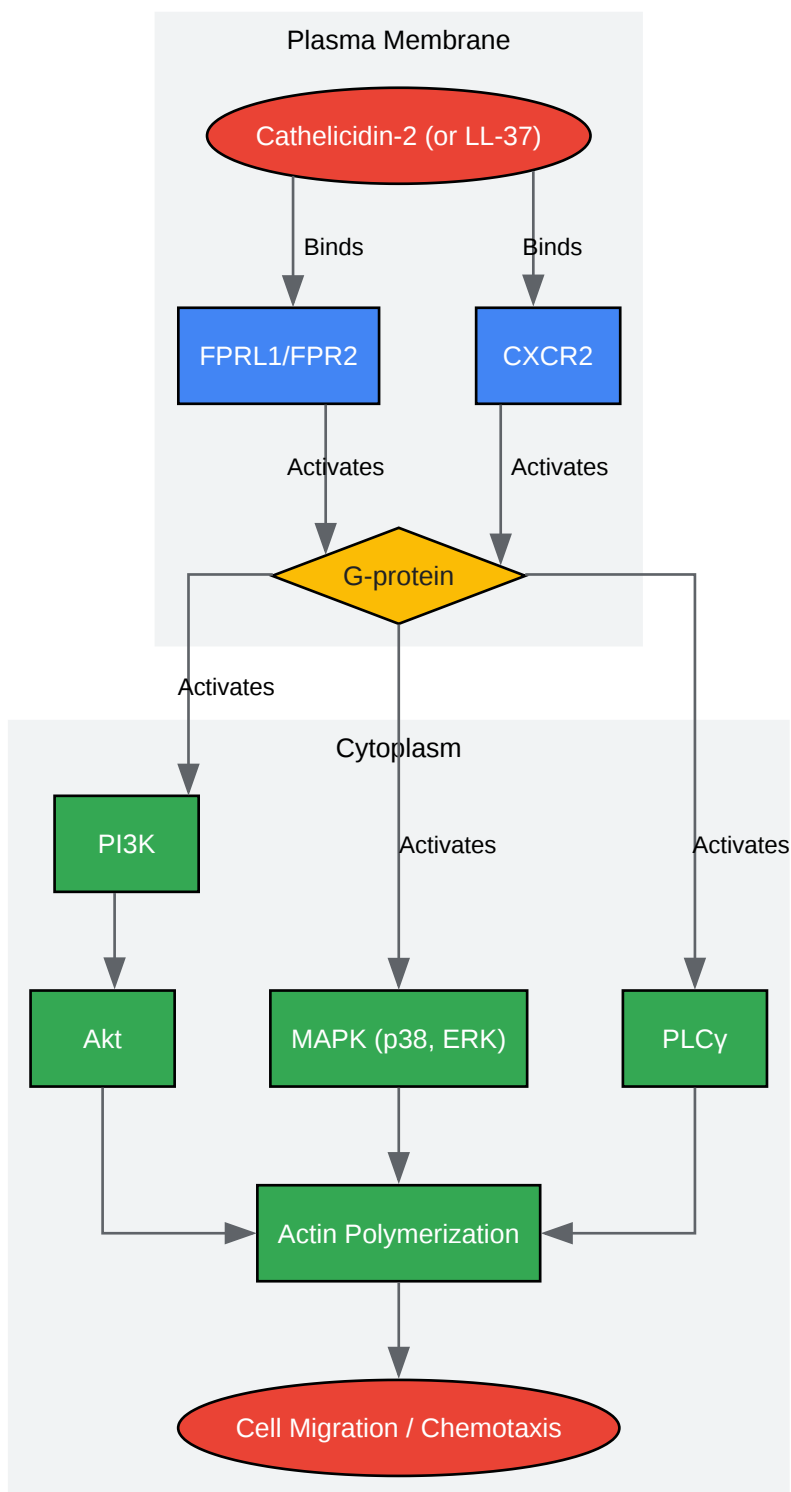 Plasma Membrane
Cathelicidin-2 (or LL-37)
Binds
Binds
FPRL1/FPR2
CXCR2
Activates
Activates
G-protein
Activates
Cytoplasm
PI3K
Activates
Activates
Akt
MAPK (p38, ERK)
PLCγ
Actin Polymerization
Cell Migration / Chemotaxis